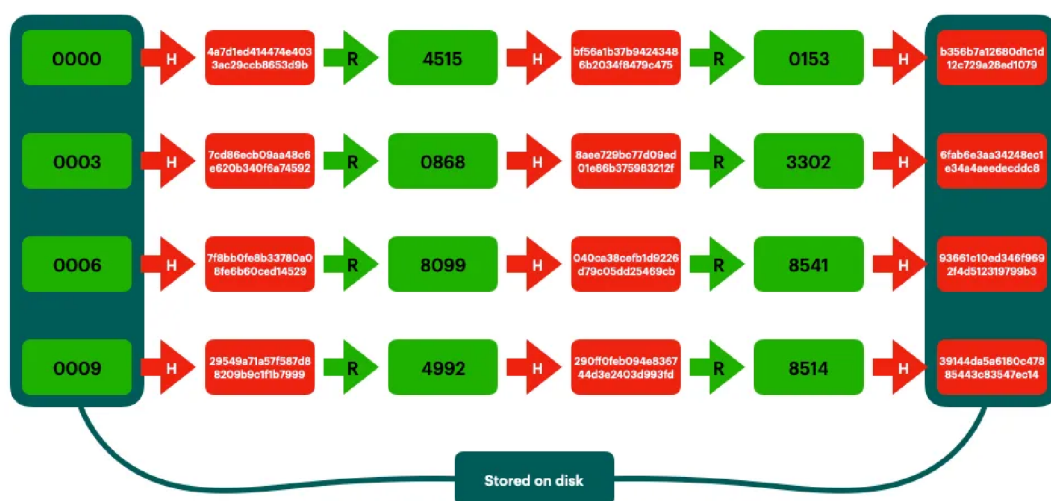 0000
H
4a7d1ed414474e403
3ac29ccb8653d9b
R
4515
H
bf56a1b37b9424348
6b2034f8479c475
R
0153
H
b356b7a12680d1c1d
12c729a28ed1079
0003
H
7cd86ecb09aa48c6
e620b340f6a74592
R
0868
H
8aee729bc77d09ed
01e86b375983212f
R
3302
H
6fab6e3aa34248ec1
e34a4aeedecddc8
0006
H
7f8bb0fe8b33780a0
8fe6b60ced14529
R
8099
H
040ca38cefb1d9226
d79c05dd25469cb
R
8541
H
93661c10ed346f969
2f4d512319799b3
0009
H
29549a71a57f587d8
8209b9c1f1b7999
R
4992
H
290ff0feb094e8367
44d3e2403d993fd
R
8514
H
39144da5a6180c478
85443c83547ec14
Stored on disk